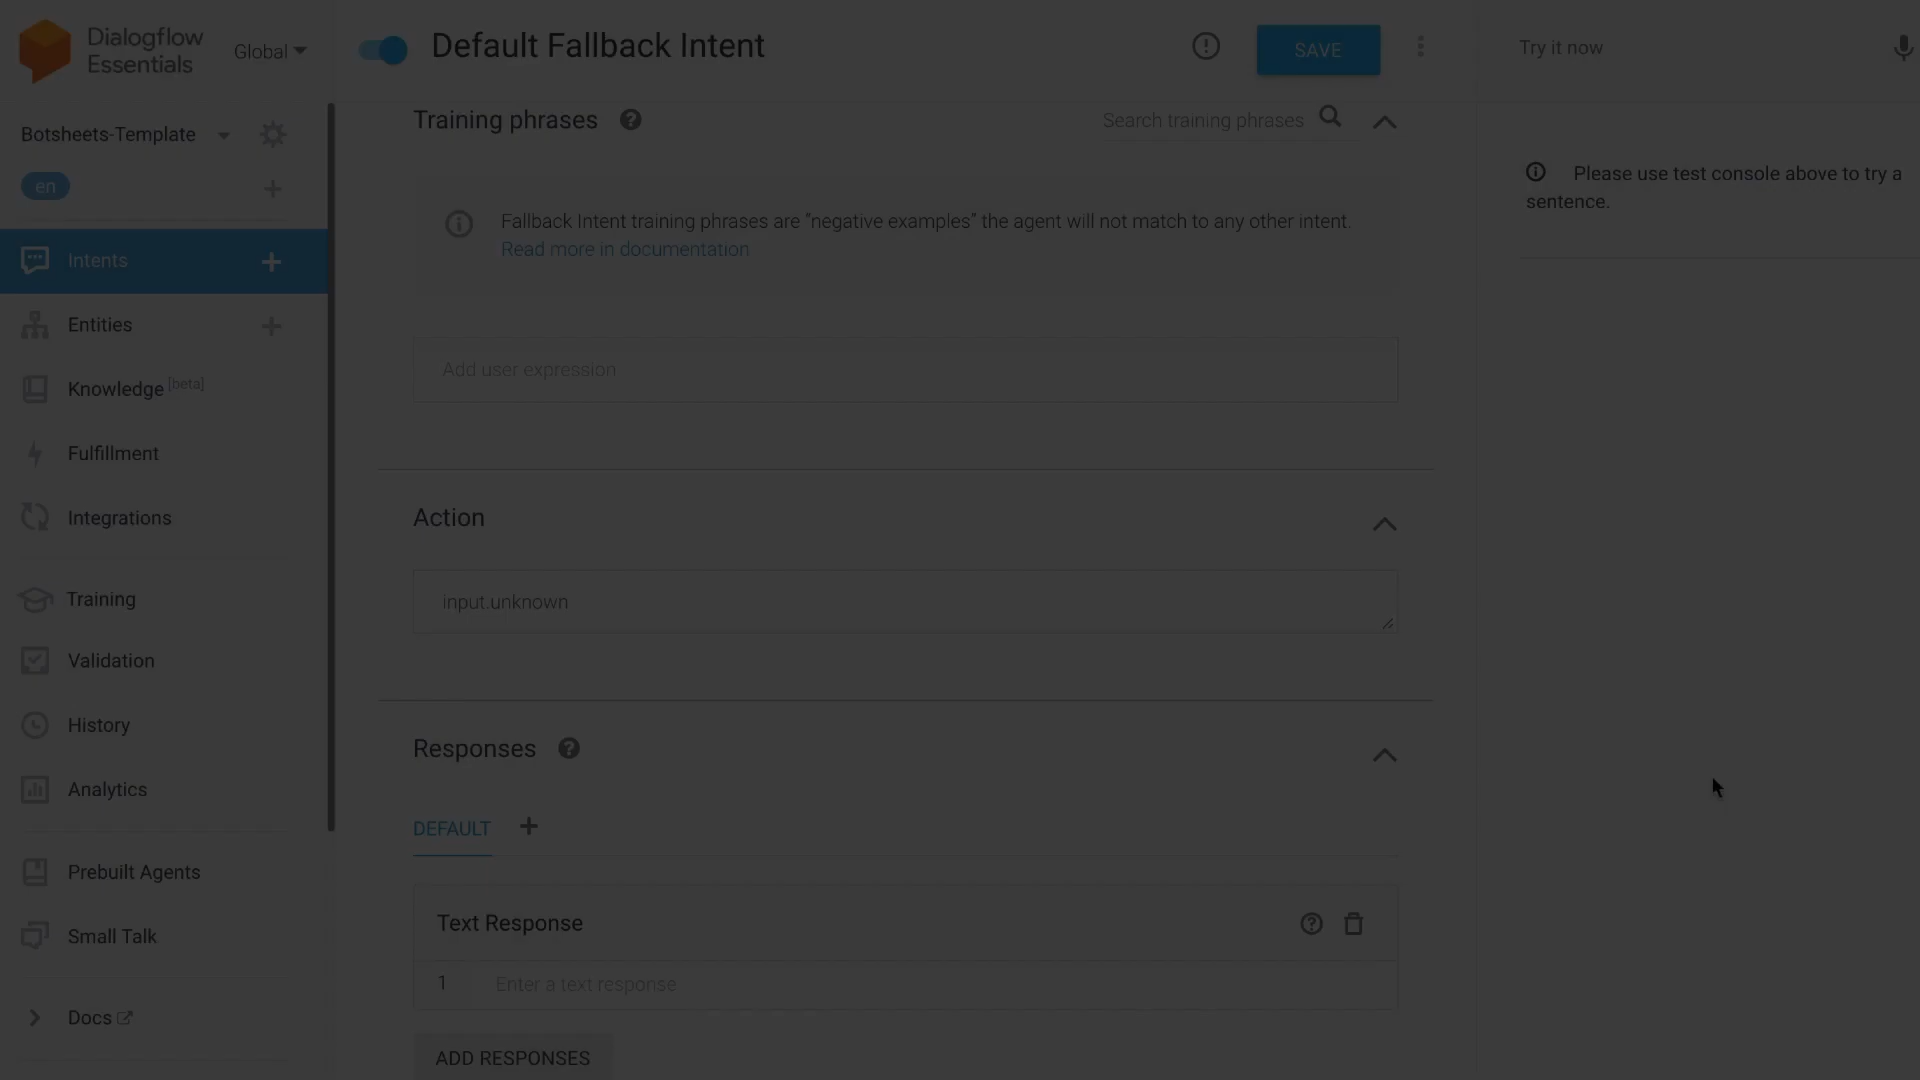 Dialogflow
Essentials
Global
Default Fallback Intent
SAVE
Try it now
Botsheets-Template
en
Intents
Entities
Knowledge [beta]
Fulfillment
Integrations
Training
Validation
History
Analytics
Prebuilt Agents
Small Talk
Docs
Training phrases
Search training phrases
Fallback Intent training phrases are "negative examples" the agent will not match to any other intent.
Read more in documentation
Add user expression
Action
input.unknown
Responses
DEFAULT
Text Response
1 Enter a text response
ADD RESPONSES
Please use test console above to try a
sentence.